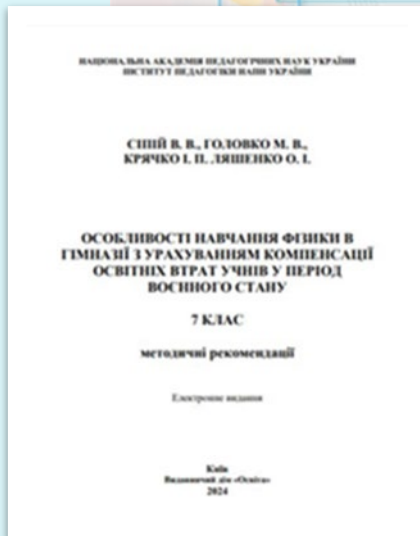 НАЦІОНАЛЬНА АКАДЕМІЯ ПЕДАГОГІЧНИХ НАУК УКРАЇНИ
ІНСТИТУТ ПЕДАГОГІКИ НАПН УКРАЇНИ
СІПІЙ В. В., ГОЛОВКО М. В.,
КРЯЧКО І. П. ЛЯШЕНКО О. І.
ОСОБЛИВОСТІ НАВЧАННЯ ФІЗИКИ В
ГІМНАЗІЇ З УРАХУВАННЯМ КОМПЕНСАЦІЇ
ОСВІТНІХ ВТРАТ УЧНІВ У ПЕРІОД
ВОЄННОГО СТАНУ
7 КЛАС
методичні рекомендації
Електронне видання
Київ
Видавничий дім «Освіта»
2024